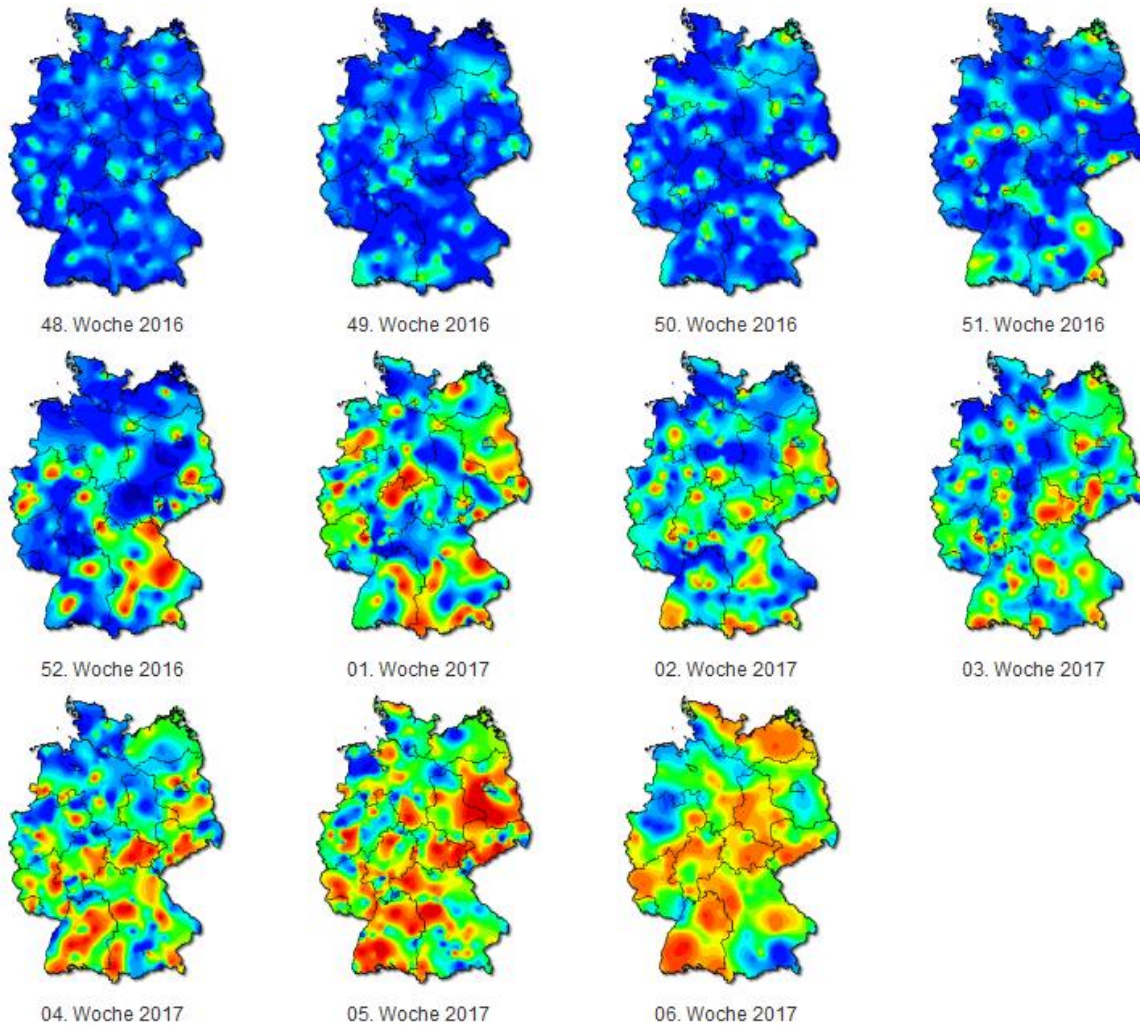 48. Woche 2016
49. Woche 2016
50. Woche 2016
51. Woche 2016
52. Woche 2016
01. Woche 2017
02. Woche 2017
03. Woche 2017
04. Woche 2017
05. Woche 2017
06. Woche 2017